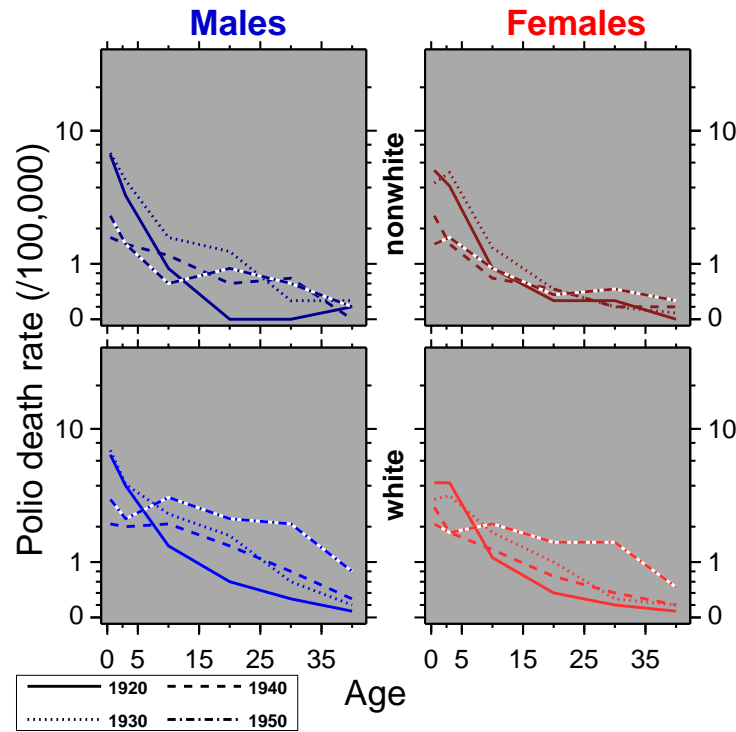 Males Females
Polio death rate (/100,000)
10 10
1 1
0 0
nonwhite
10 10
1 1
0 0
white
0 5 15 25 35 0 5 15 25 35
Age
1920 1940
1930 1950